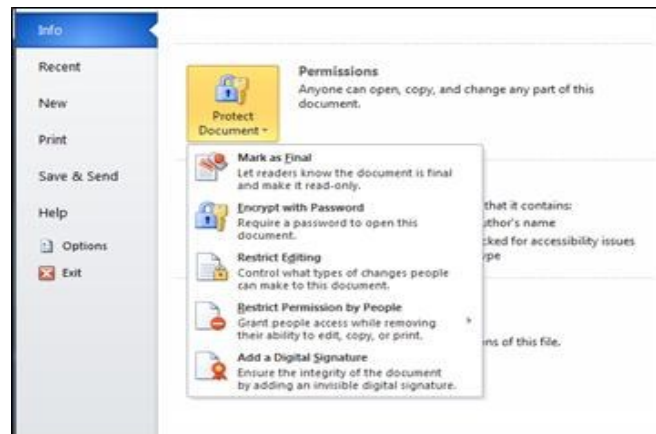 Info
Recent
New
Print
Save & Send
Help
Options
Exit
Protect
Document
Permissions
Anyone can open, copy, and change any part of this
document.
Mark as Final
Let readers know the document is final
and make it read-only.
Encrypt with Password
Require a password to open this
document.
Restrict Editing
Control what types of changes people
can make to this document.
Restrict Permission by People
Grant people access while removing
their ability to edit, copy, or print.
Add a Digital Signature
Ensure the integrity of the document
by adding an invisible digital signature.
that it contains:
author's name
cked for accessibility issues
ype
ns of this file.